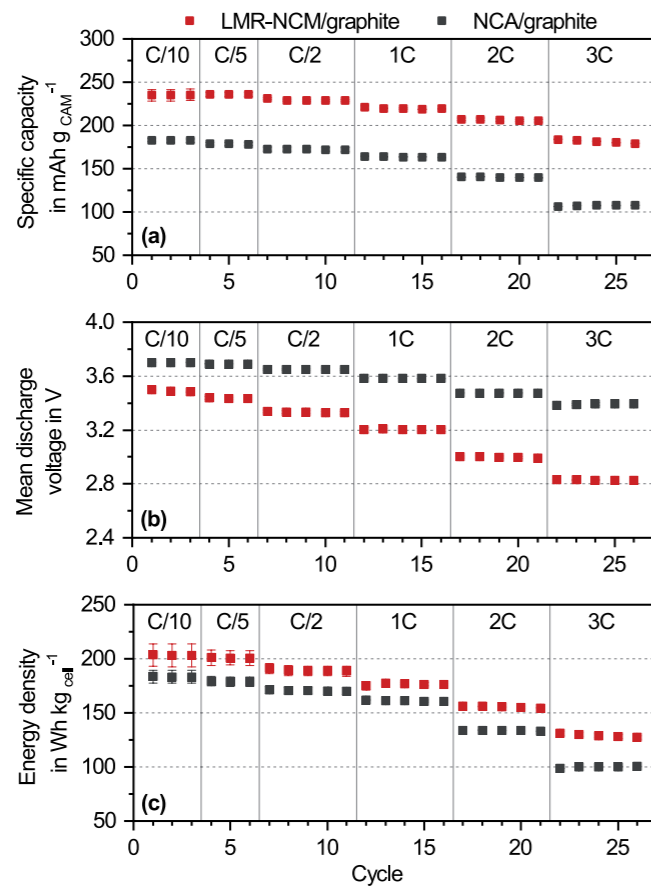 LMR-NCM/graphite NCA/graphite
300
250
200
150
100
50
Specific capacity
in mAh g CAM⁻¹
C/10 C/5 C/2 1C 2C 3C
(a)
0 5 10 15 20 25
4.0
3.6
3.2
2.8
2.4
Mean discharge
voltage in V
C/10 C/5 C/2 1C 2C 3C
(b)
0 5 10 15 20 25
250
200
150
100
50
Energy density
in Wh kg cell⁻¹
C/10 C/5 C/2 1C 2C 3C
(c)
0 5 10 15 20 25
Cycle